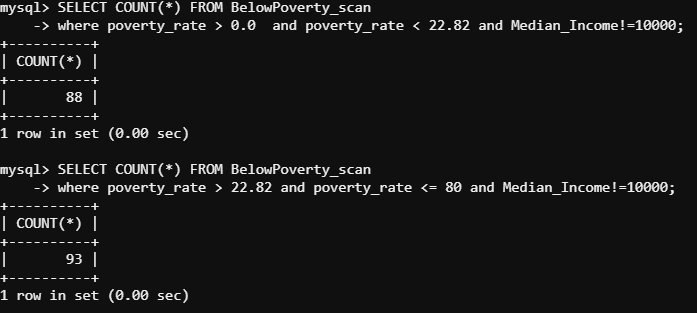 mysql> SELECT COUNT(*) FROM BelowPoverty_scan
    -> where poverty_rate > 0.0  and poverty_rate < 22.82 and Median_Income!=10000;
+----------+
| COUNT(*) |
+----------+
|       88 |
+----------+
1 row in set (0.00 sec)

mysql> SELECT COUNT(*) FROM BelowPoverty_scan
    -> where poverty_rate > 22.82 and poverty_rate <= 80 and Median_Income!=10000;
+----------+
| COUNT(*) |
+----------+
|       93 |
+----------+
1 row in set (0.00 sec)